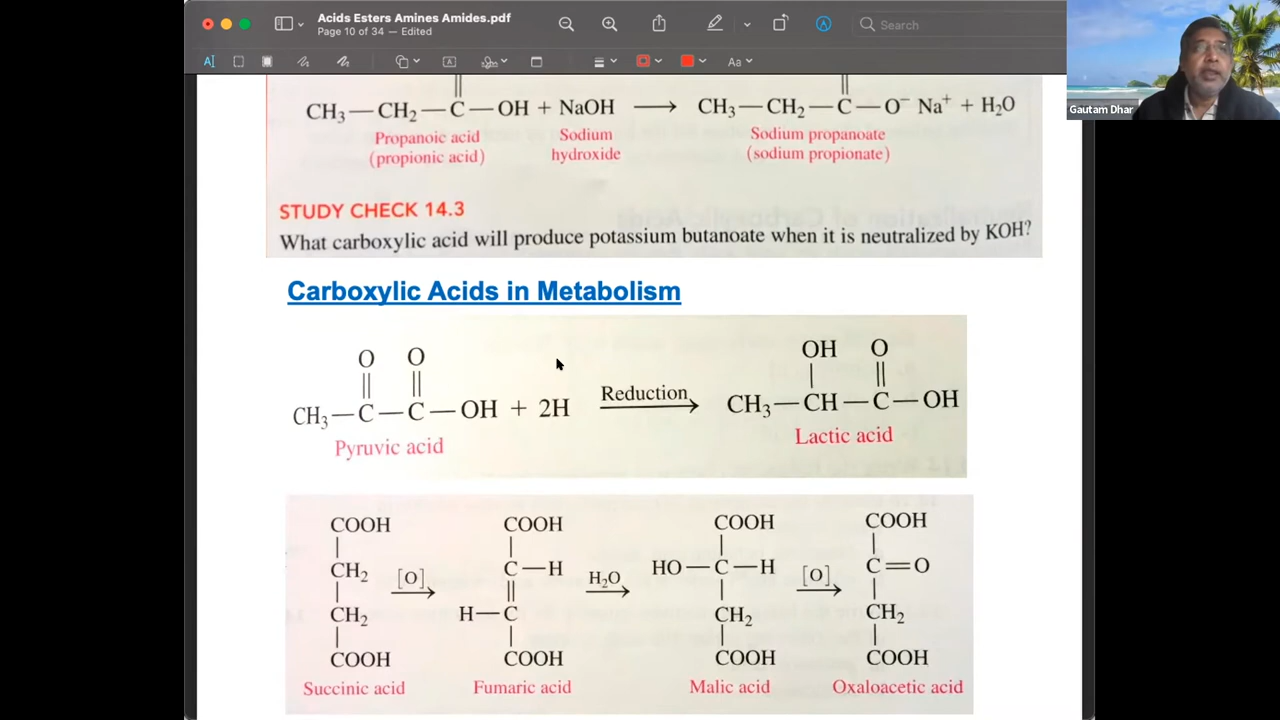 Acids Esters Amines Amides.pdf
Page 10 of 34 — Edited
Search
Aa
Gautam Dhar
CH₃—CH₂—C—OH + NaOH ⟶ CH₃—CH₂—C—O⁻ Na⁺ + H₂O
Propanoic acid Sodium Sodium propanoate
(propionic acid) hydroxide (sodium propionate)
STUDY CHECK 14.3
What carboxylic acid will produce potassium butanoate when it is neutralized by KOH?
Carboxylic Acids in Metabolism
O O OH O
CH₃—C—C—OH + 2H Reduction CH₃—CH—C—OH
Pyruvic acid Lactic acid
COOH COOH COOH COOH
CH₂ [O] C—H H₂O HO—C—H [O] C=O
CH₂ H—C CH₂ CH₂
COOH COOH COOH COOH
Succinic acid Fumaric acid Malic acid Oxaloacetic acid